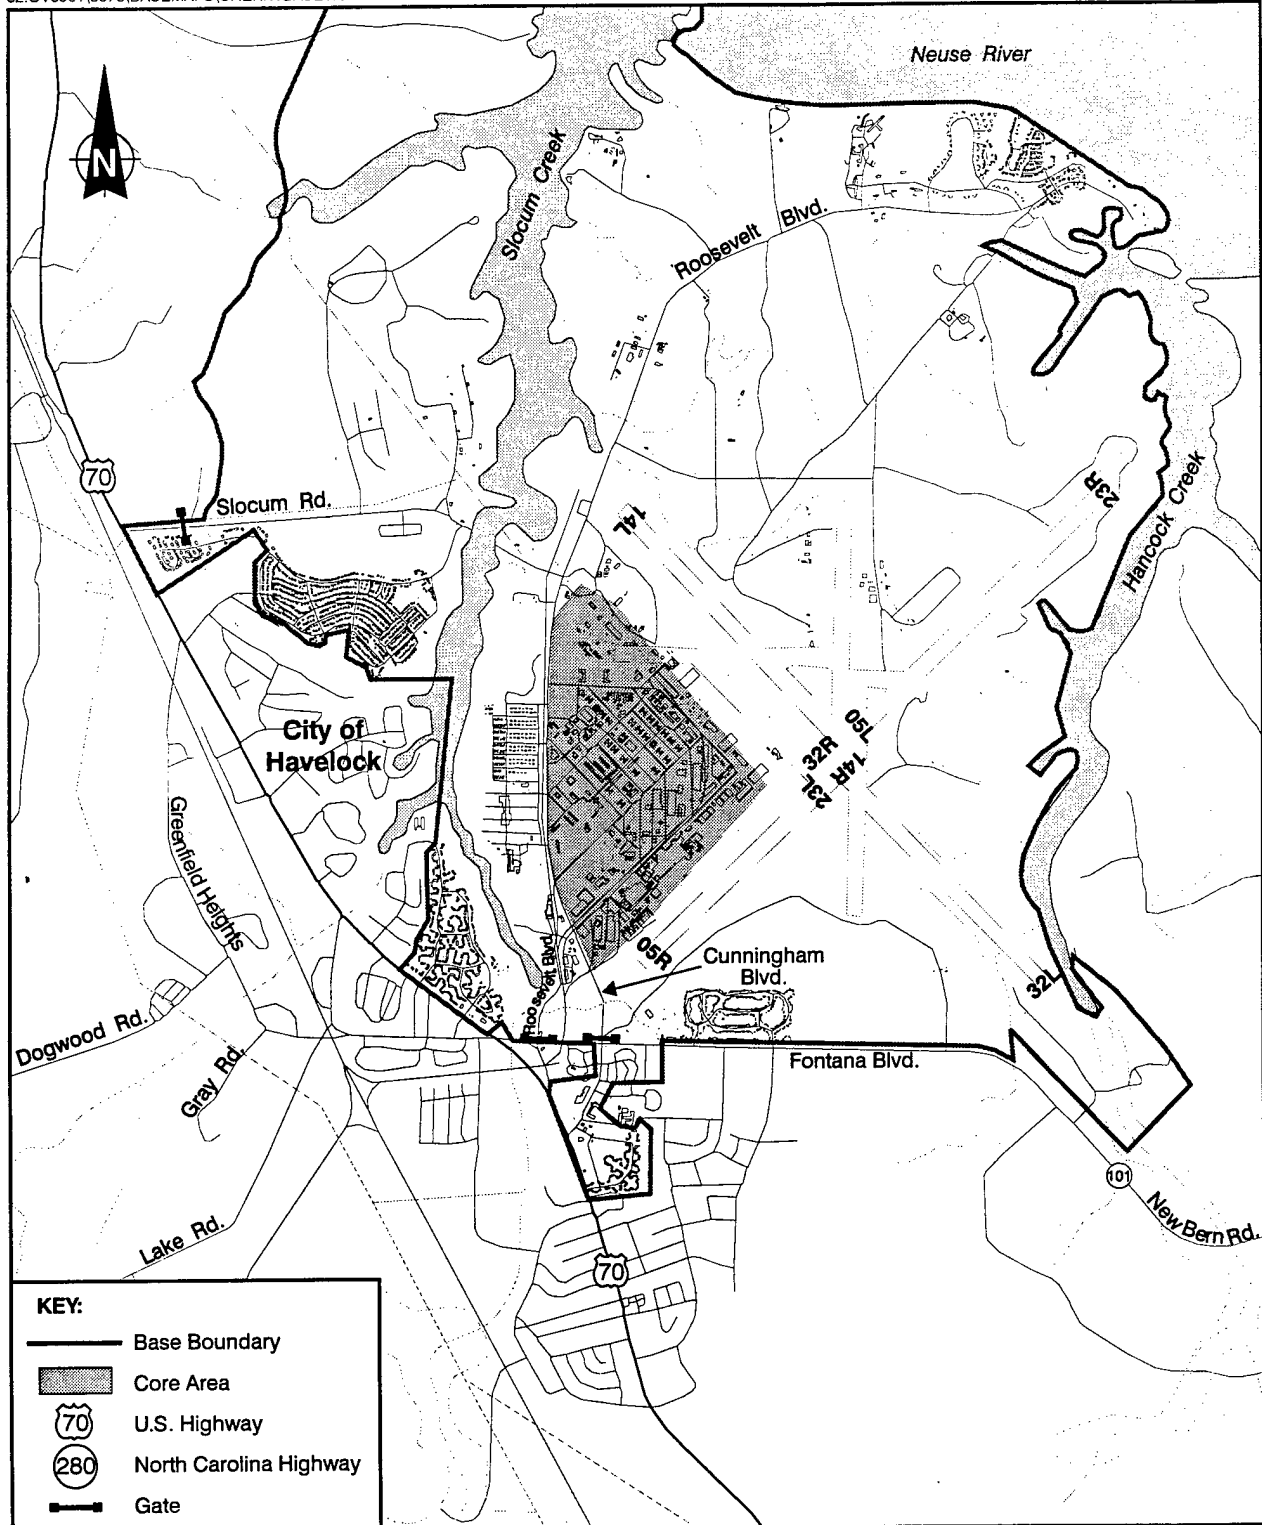 Neuse River
N
Slocum Creek
Roosevelt Blvd.
70
Slocum Rd.
23R
Hancock Creek
14L
City of
Havelock
05L
32R
14R
23L
Greenfield Heights
05R
Cunningham
Blvd.
32L
Roosevelt Blvd.
Dogwood Rd.
Gray Rd.
Fontana Blvd.
101
New Bern Rd.
Lake Rd.
70
KEY:
Base Boundary
Core Area
70 U.S. Highway
280 North Carolina Highway
Gate